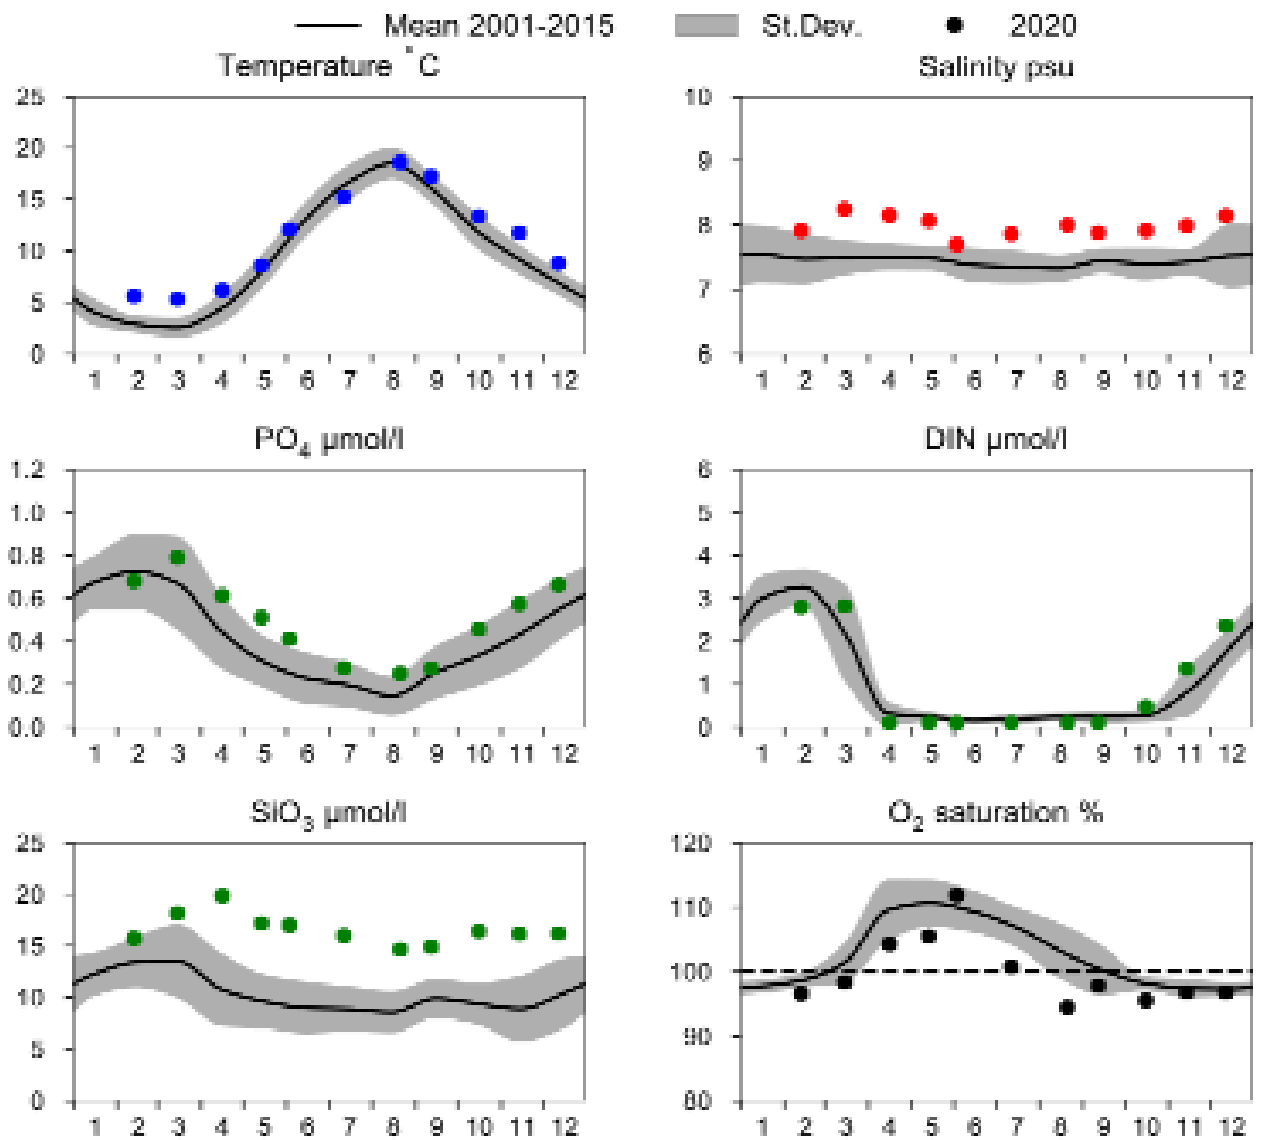 Mean 2001-2015 St.Dev. 2020
Temperature °C
25
20
15
10
5
0
1 2 3 4 5 6 7 8 9 10 11 12
Salinity psu
10
9
8
7
6
1 2 3 4 5 6 7 8 9 10 11 12
PO4 µmol/l
1.2
1.0
0.8
0.6
0.4
0.2
0.0
1 2 3 4 5 6 7 8 9 10 11 12
DIN µmol/l
6
5
4
3
2
1
0
1 2 3 4 5 6 7 8 9 10 11 12
SiO3 µmol/l
25
20
15
10
5
0
1 2 3 4 5 6 7 8 9 10 11 12
O2 saturation %
120
110
100
90
80
1 2 3 4 5 6 7 8 9 10 11 12